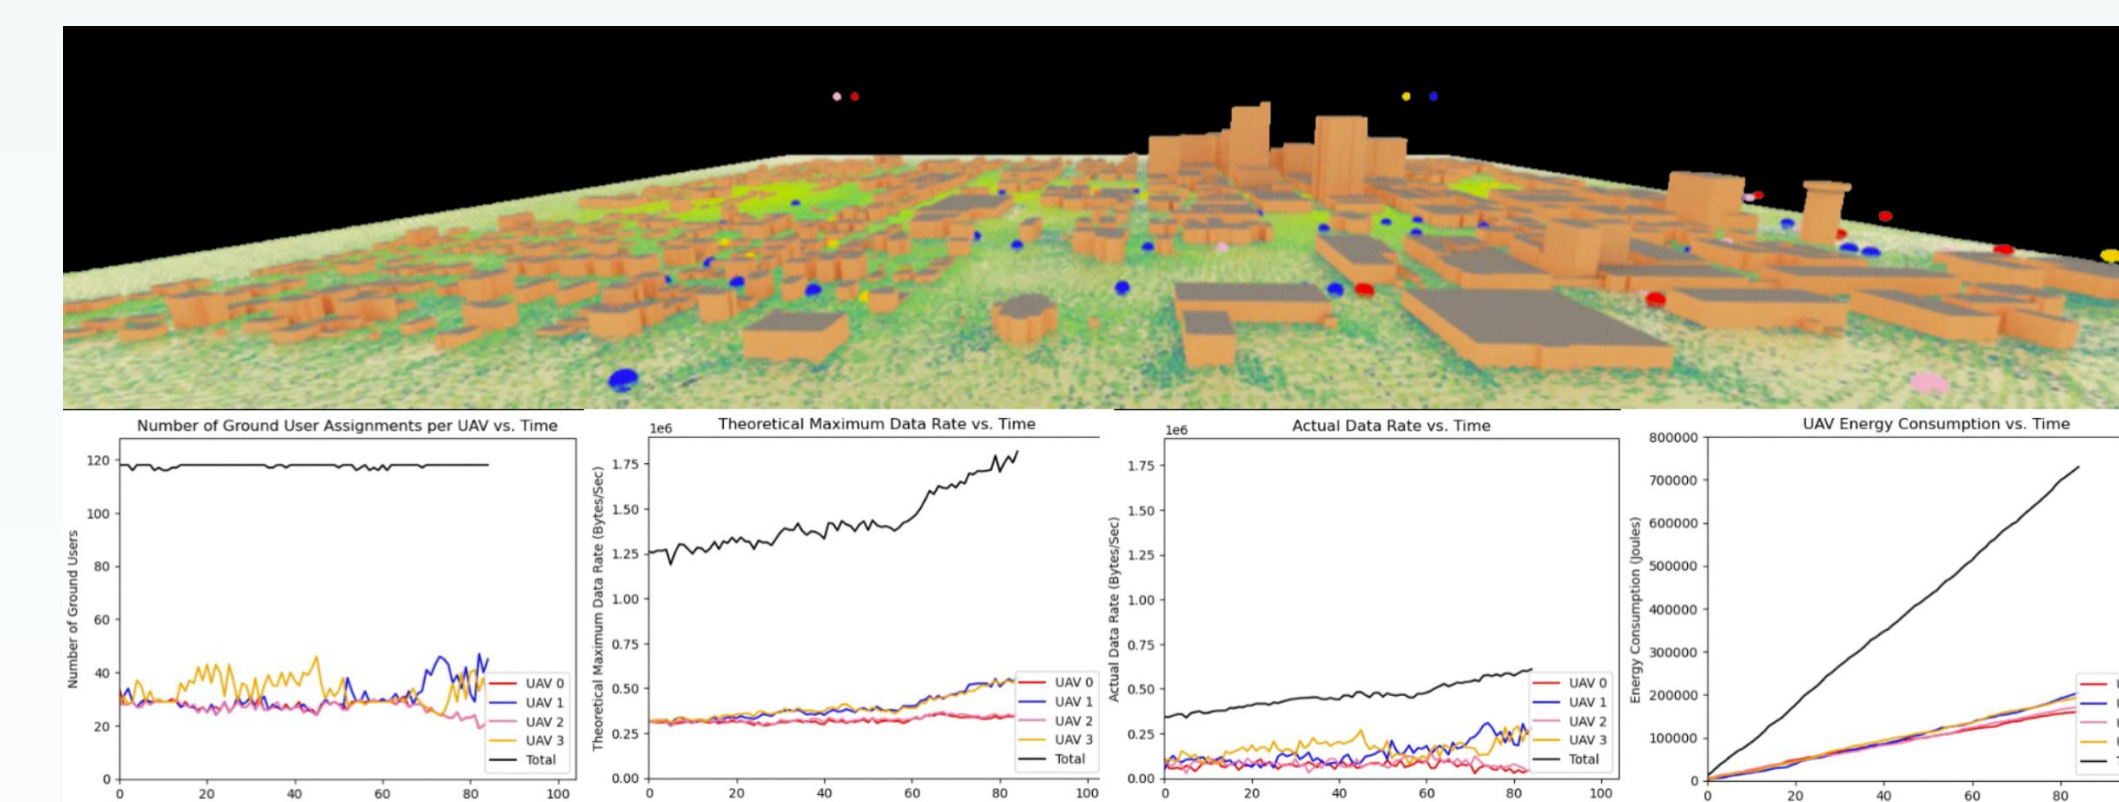 Number of Ground User Assignments per UAV vs. Time
Number of Ground Users
120
100
80
60
40
20
0
0 20 40 60 80 100
UAV 0
UAV 1
UAV 2
UAV 3
Total
Theoretical Maximum Data Rate vs. Time
1e6
Theoretical Maximum Data Rate (Bytes/Sec)
1.75
1.50
1.25
1.00
0.75
0.50
0.25
0.00
0 20 40 60 80 100
UAV 0
UAV 1
UAV 2
UAV 3
Total
Actual Data Rate vs. Time
1e6
Actual Data Rate (Bytes/Sec)
1.75
1.50
1.25
1.00
0.75
0.50
0.25
0.00
0 20 40 60 80 100
UAV 0
UAV 1
UAV 2
UAV 3
Total
UAV Energy Consumption vs. Time
Energy Consumption (Joules)
800000
700000
600000
500000
400000
300000
200000
100000
0
0 20 40 60 80